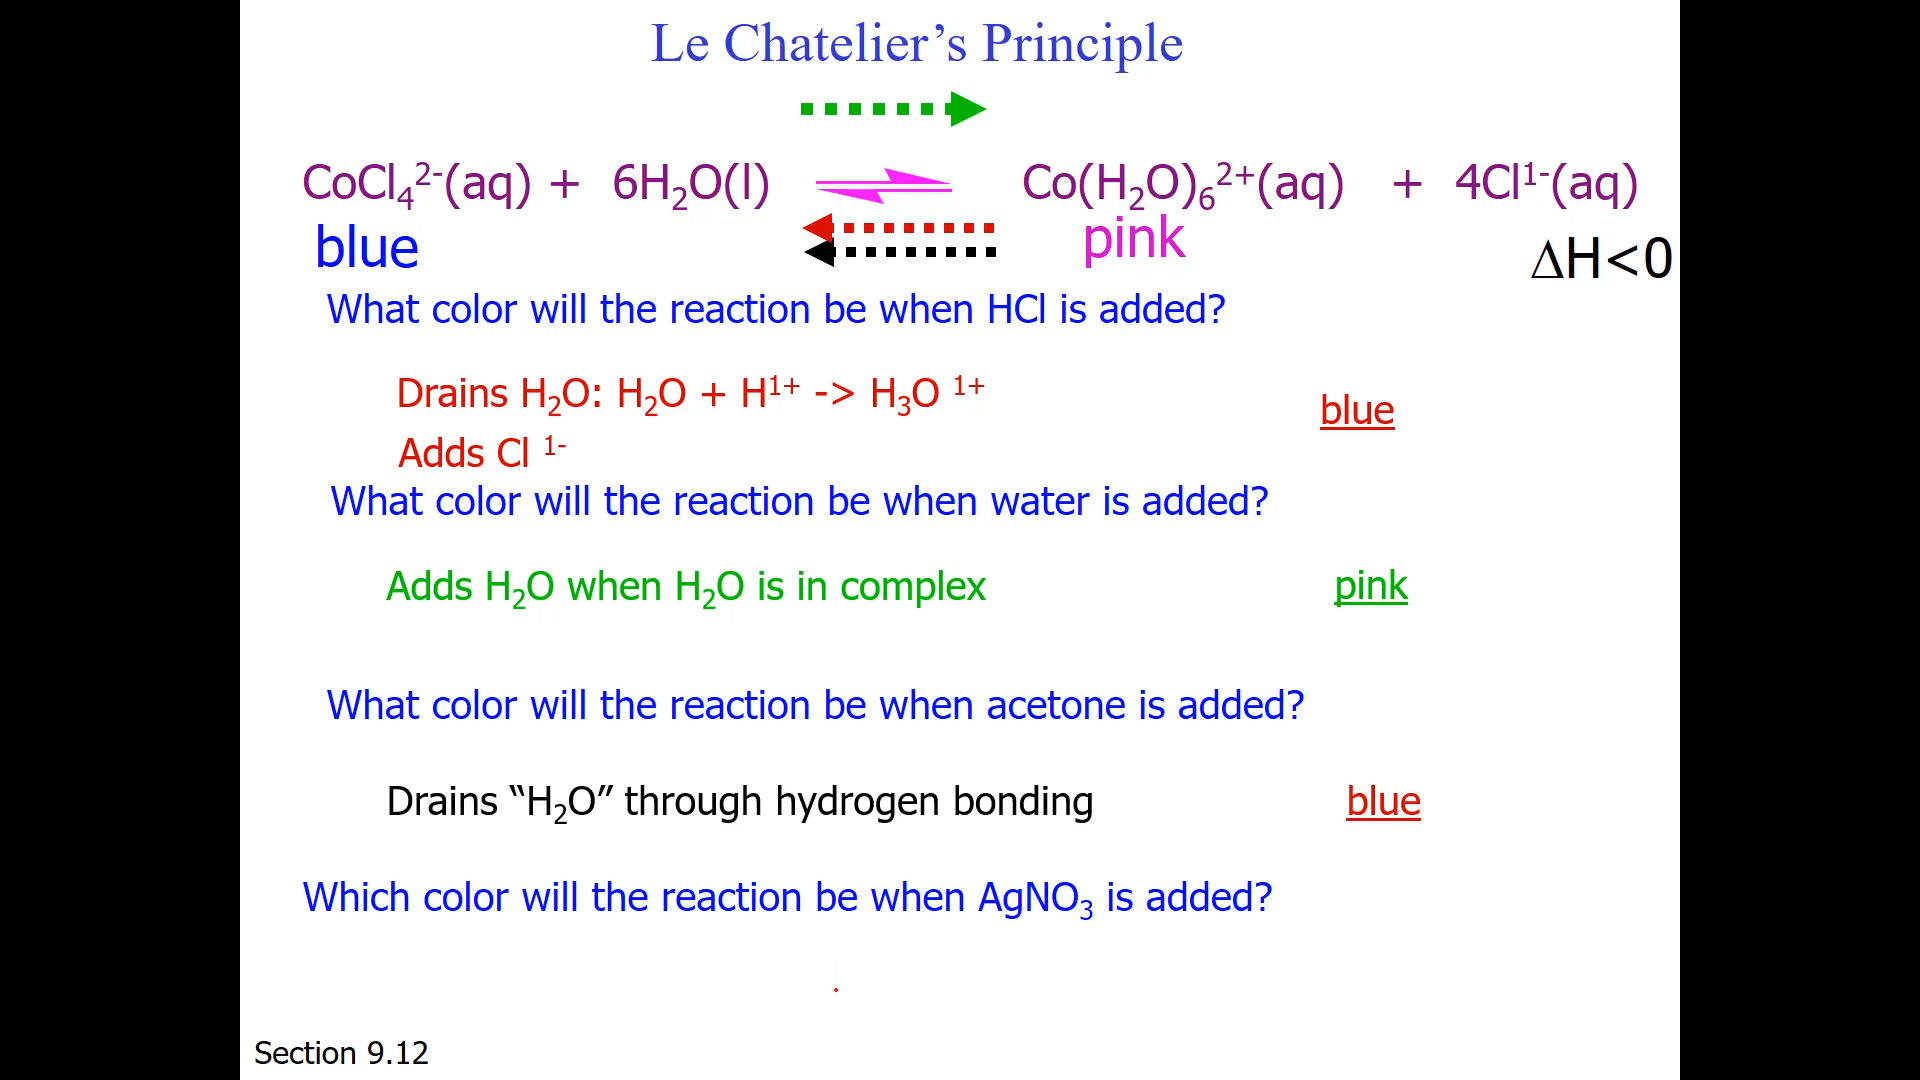 Le Chatelier’s Principle
CoCl₄²⁻(aq) + 6H₂O(l) ⇌ Co(H₂O)₆²⁺(aq) + 4Cl¹⁻(aq)
blue pink ΔH<0
What color will the reaction be when HCl is added?
Drains H₂O: H₂O + H¹⁺ -> H₃O ¹⁺ blue
Adds Cl ¹⁻
What color will the reaction be when water is added?
Adds H₂O when H₂O is in complex pink
What color will the reaction be when acetone is added?
Drains “H₂O” through hydrogen bonding blue
Which color will the reaction be when AgNO₃ is added?
Section 9.12